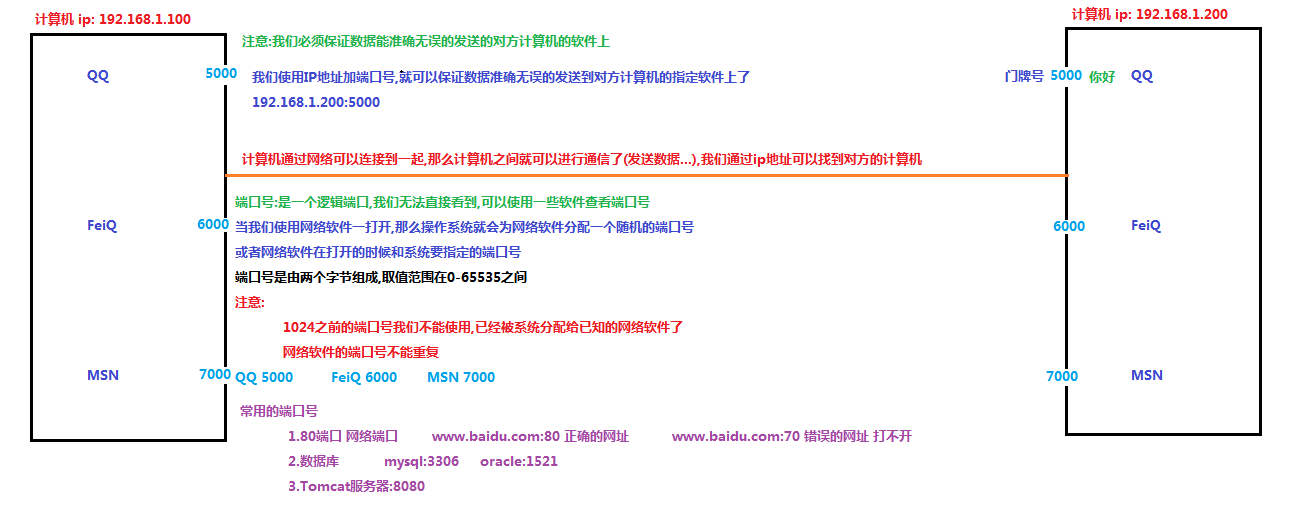 计算机 ip: 192.168.1.100
计算机 ip: 192.168.1.200
注意:我们必须保证数据能准确无误的发送的对方计算机的软件上
QQ 5000 我们使用IP地址加端口号,就可以保证数据准确无误的发送到对方计算机的指定软件上了 门牌号 5000 你好 QQ
192.168.1.200:5000
计算机通过网络可以连接到一起,那么计算机之间就可以进行通信了(发送数据...),我们通过ip地址可以找到对方的计算机
端口号:是一个逻辑端口,我们无法直接看到,可以使用一些软件查看端口号
FeiQ 6000 当我们使用网络软件一打开,那么操作系统就会为网络软件分配一个随机的端口号 6000 FeiQ
或者网络软件在打开的时候和系统要指定的端口号
端口号是由两个字节组成,取值范围在0-65535之间
注意:
1024之前的端口号我们不能使用,已经被系统分配给已知的网络软件了
网络软件的端口号不能重复
MSN 7000 QQ 5000 FeiQ 6000 MSN 7000 7000 MSN
常用的端口号
1.80端口 网络端口 www.baidu.com:80 正确的网址 www.baidu.com:70 错误的网址 打不开
2.数据库 mysql:3306 oracle:1521
3.Tomcat服务器:8080